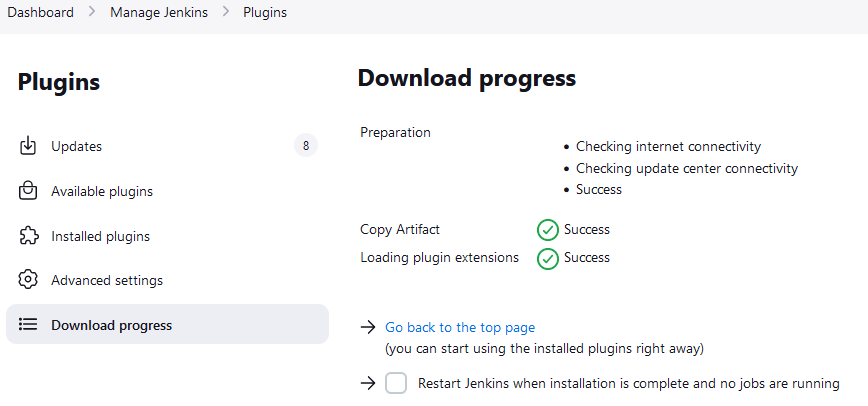 Dashboard > Manage Jenkins > Plugins
Plugins
Updates 8
Available plugins
Installed plugins
Advanced settings
Download progress
Download progress
Preparation
• Checking internet connectivity
• Checking update center connectivity
• Success
Copy Artifact Success
Loading plugin extensions Success
→ Go back to the top page
(you can start using the installed plugins right away)
→ Restart Jenkins when installation is complete and no jobs are running